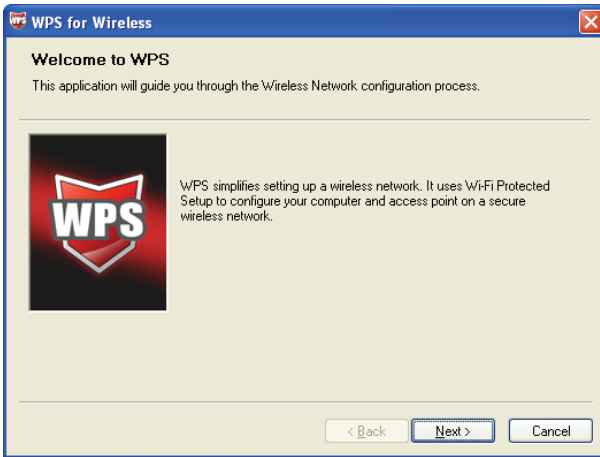 WPS for Wireless
Welcome to WPS
This application will guide you through the Wireless Network configuration process.
WPS
WPS simplifies setting up a wireless network. It uses Wi-Fi Protected
Setup to configure your computer and access point on a secure
wireless network.
< Back
Next >
Cancel